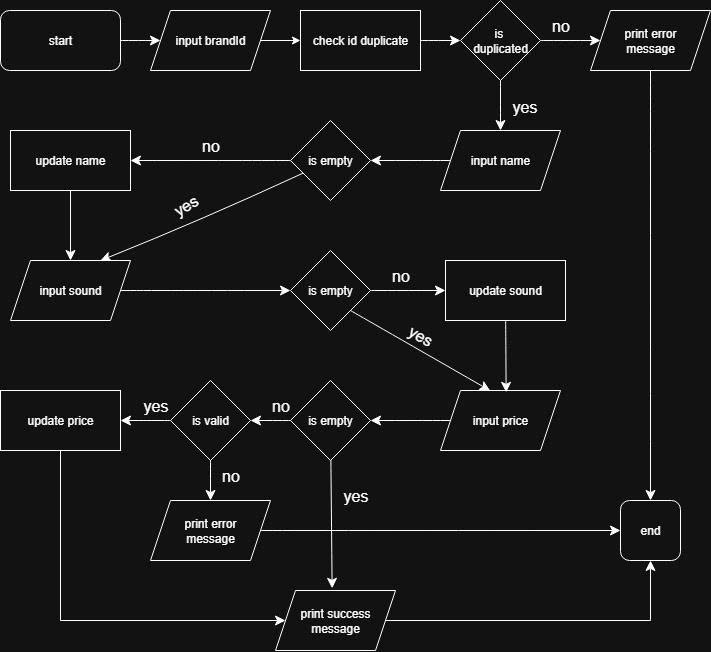 start
input brandId
check id duplicate
is
duplicated
no
print error
message
yes
update name
no
is empty
input name
yes
input sound
is empty
no
update sound
yes
update price
yes
is valid
no
is empty
input price
no
yes
print error
message
end
print success
message